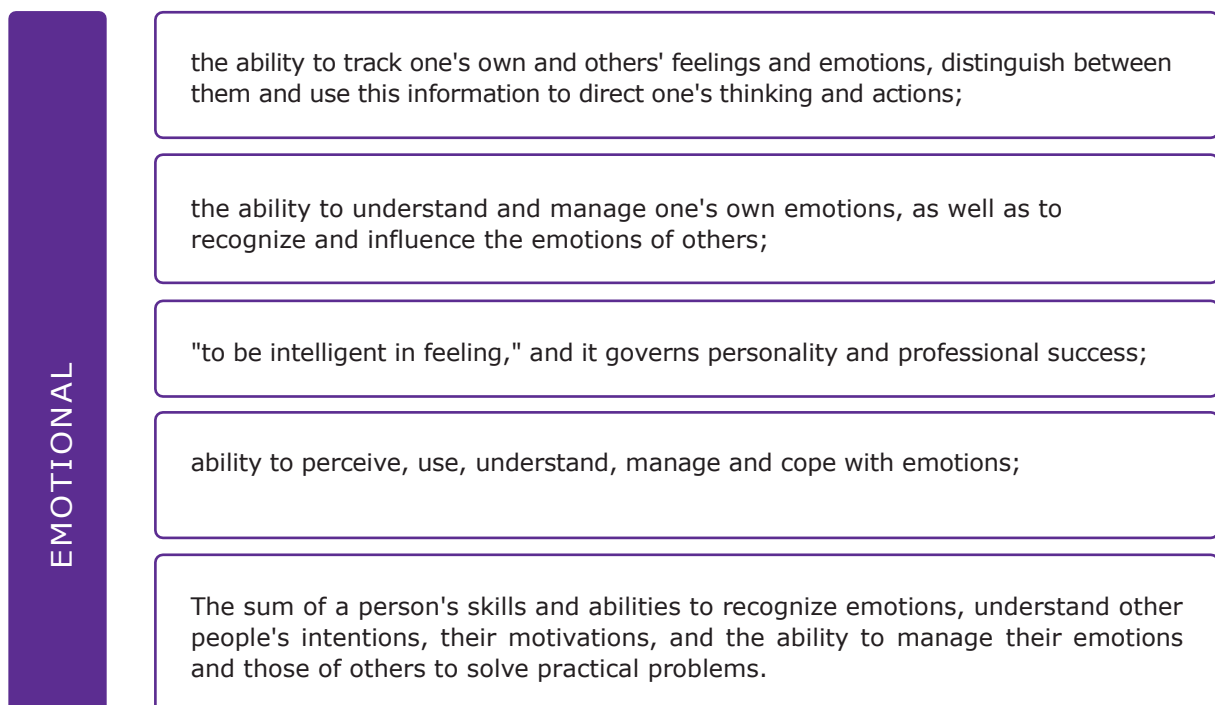 EMOTIONAL
the ability to track one's own and others' feelings and emotions, distinguish between
them and use this information to direct one's thinking and actions;
the ability to understand and manage one's own emotions, as well as to
recognize and influence the emotions of others;
"to be intelligent in feeling," and it governs personality and professional success;
ability to perceive, use, understand, manage and cope with emotions;
The sum of a person's skills and abilities to recognize emotions, understand other
people's intentions, their motivations, and the ability to manage their emotions
and those of others to solve practical problems.